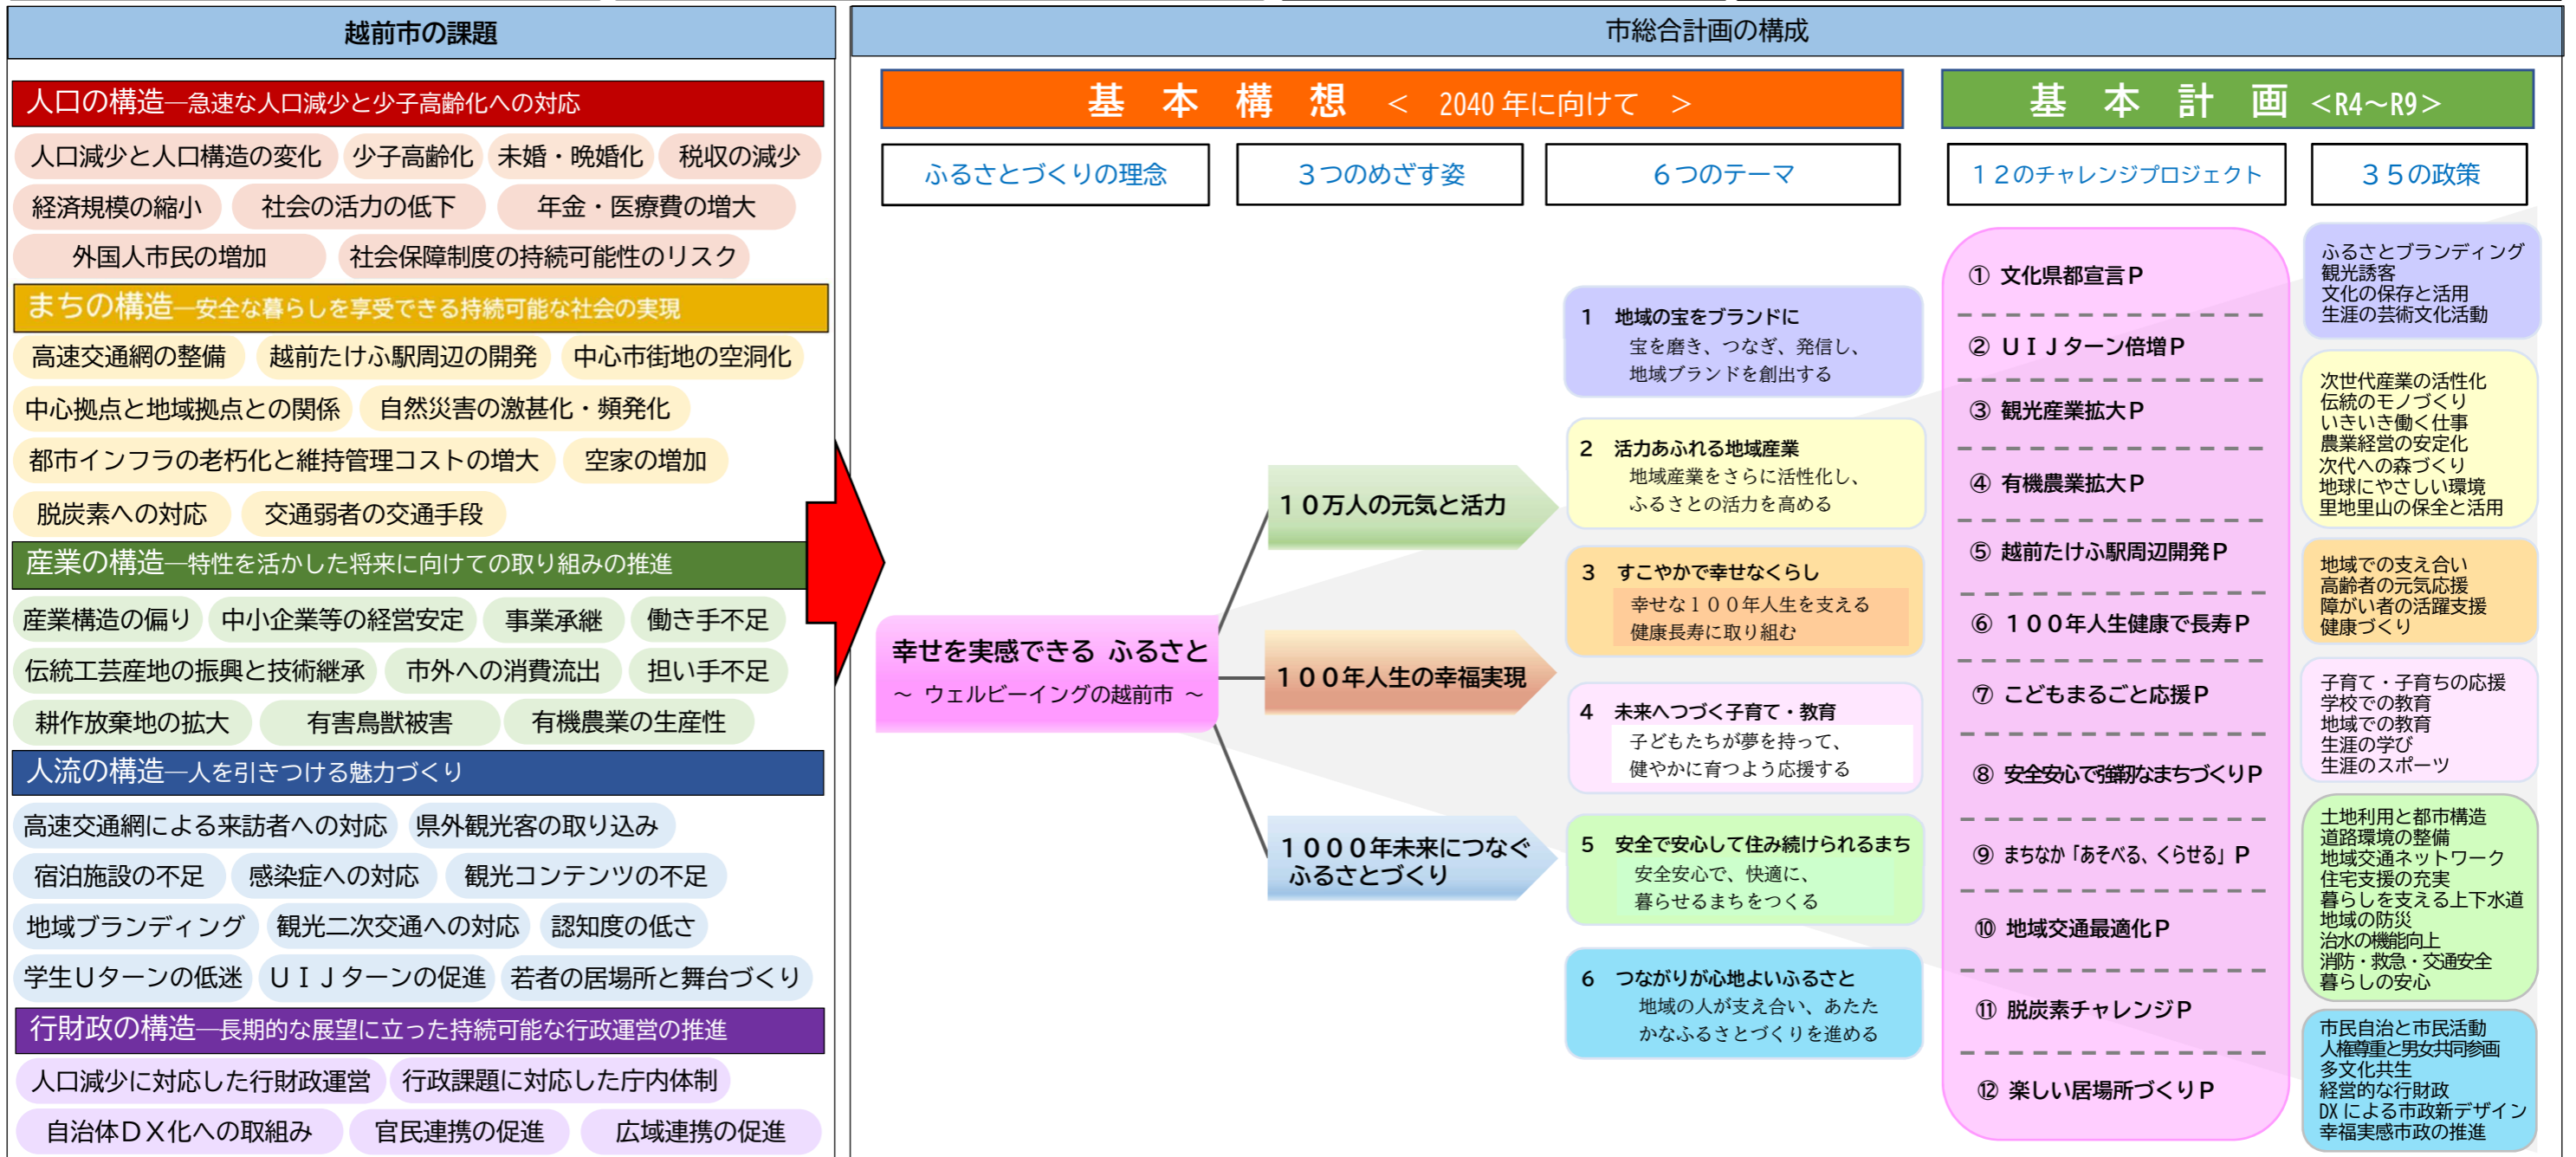 越前市の課題
人口の構造―急速な人口減少と少子高齢化への対応
人口減少と人口構造の変化 少子高齢化 未婚・晩婚化 税収の減少
経済規模の縮小 社会の活力の低下 年金・医療費の増大
外国人市民の増加 社会保障制度の持続可能性のリスク
まちの構造―安全な暮らしを享受できる持続可能な社会の実現
高速交通網の整備 越前たけふ駅周辺の開発 中心市街地の空洞化
中心拠点と地域拠点との関係 自然災害の激甚化・頻発化
都市インフラの老朽化と維持管理コストの増大 空家の増加
脱炭素への対応 交通弱者の交通手段
産業の構造―特性を活かした将来に向けての取り組みの推進
産業構造の偏り 中小企業等の経営安定 事業承継 働き手不足
伝統工芸産地の振興と技術継承 市外への消費流出 担い手不足
耕作放棄地の拡大 有害鳥獣被害 有機農業の生産性
人流の構造―人を引きつける魅力づくり
高速交通網による来訪者への対応 県外観光客の取り込み
宿泊施設の不足 感染症への対応 観光コンテンツの不足
地域ブランディング 観光二次交通への対応 認知度の低さ
学生Uターンの低迷 UIJターンの促進 若者の居場所と舞台づくり
行財政の構造―長期的な展望に立った持続可能な行政運営の推進
人口減少に対応した行財政運営 行政課題に対応した庁内体制
自治体DX化への取組み 官民連携の促進 広域連携の促進
市総合計画の構成
基本構想 < 2040年に向けて >
ふるさとづくりの理念
3つのめざす姿
6つのテーマ
幸せを実感できる ふるさと
～ ウェルビーイングの越前市 ～
10万人の元気と活力
100年人生の幸福実現
1000年未来につなぐ
ふるさとづくり
1 地域の宝をブランドに
宝を磨き、つなぎ、発信し、
地域ブランドを創出する
2 活力あふれる地域産業
地域産業をさらに活性化し、
ふるさとの活力を高める
3 すこやかで幸せなくらし
幸せな100年人生を支える
健康長寿に取り組む
4 未来へつづく子育て・教育
子どもたちが夢を持って、
健やかに育つよう応援する
5 安全で安心して住み続けられるまち
安全安心で、快適に、
暮らせるまちをつくる
6 つながりが心地よいふるさと
地域の人が支え合い、あたた
かなふるさとづくりを進める
基本計画 <R4～R9>
12のチャレンジプロジェクト
35の政策
① 文化県都宣言P
② UIJターン倍増P
③ 観光産業拡大P
④ 有機農業拡大P
⑤ 越前たけふ駅周辺開発P
⑥ 100年人生健康で長寿P
⑦ こどもまるごと応援P
⑧ 安全安心で強靭なまちづくりP
⑨ まちなか「あそべる、くらせる」P
⑩ 地域交通最適化P
⑪ 脱炭素チャレンジP
⑫ 楽しい居場所づくりP
ふるさとブランディング
観光誘客
文化の保存と活用
生涯の芸術文化活動
次世代産業の活性化
伝統のモノづくり
いきいき働く仕事
農業経営の安定化
次代への森づくり
地球にやさしい環境
里地里山の保全と活用
地域での支え合い
高齢者の元気応援
障がい者の活躍支援
健康づくり
子育て・子育ちの応援
学校での教育
地域での教育
生涯の学び
生涯のスポーツ
土地利用と都市構造
道路環境の整備
地域交通ネットワーク
住宅支援の充実
暮らしを支える上下水道
地域の防災
治水の機能向上
消防・救急・交通安全
暮らしの安心
市民自治と市民活動
人権尊重と男女共同参画
多文化共生
経営的な行財政
DXによる市政新デザイン
幸福実感市政の推進